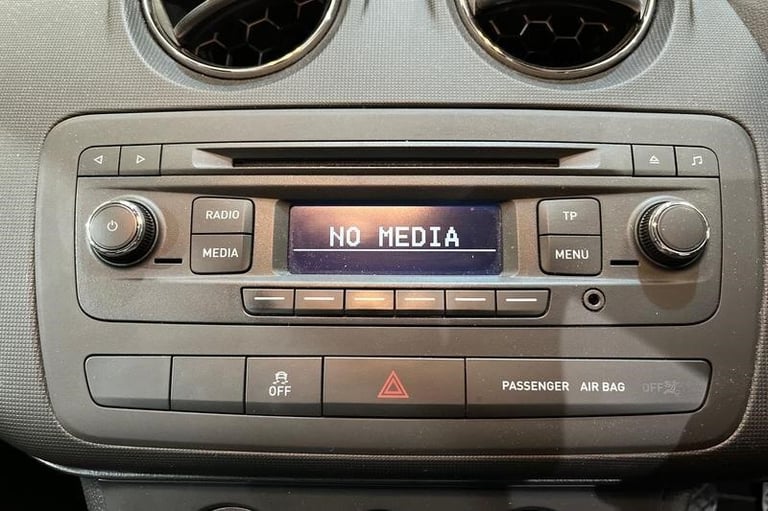 RADIO
NO MEDIA
TP
MEDIA
MENU
OFF
PASSENGER AIR BAG OFF